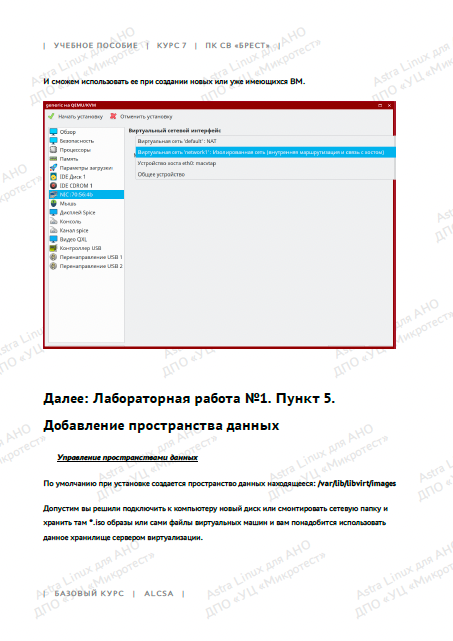 | УЧЕБНОЕ ПОСОБИЕ | КУРС 7 | ПК СВ «БРЕСТ» |
И сможем использовать ее при создании новых или уже имеющихся ВМ.
generic на QEMU/KVM
Начать установку Отменить установку
Обзор
Безопасность
Процессоры
Память
Параметры загрузки
IDE Диск 1
IDE CDROM 1
NIC :70:56:4b
Мышь
Дисплей Spice
Консоль
Канал spice
Видео QXL
Контроллер USB
Перенаправление USB 1
Перенаправление USB 2
Виртуальный сетевой интерфейс
Виртуальная сеть 'default': NAT
Виртуальная сеть 'network1': Изолированная сеть (внутренняя маршрутизация и связь с хостом)
Устройство хоста eth0: macvtap
Общее устройство
Далее: Лабораторная работа №1. Пункт 5.
Добавление пространства данных
Управление пространствами данных
По умолчанию при установке создается пространство данных находящееся: /var/lib/libvirt/images
Допустим вы решили подключить к компьютеру новый диск или смонтировать сетевую папку и
хранить там *.iso образы или сами файлы виртуальных машин и вам понадобится использовать
данное хранилище сервером виртуализации.
| БАЗОВЫЙ КУРС | ALCSA |
Astra Linux для АНО
ДПО «УЦ «Микротест»